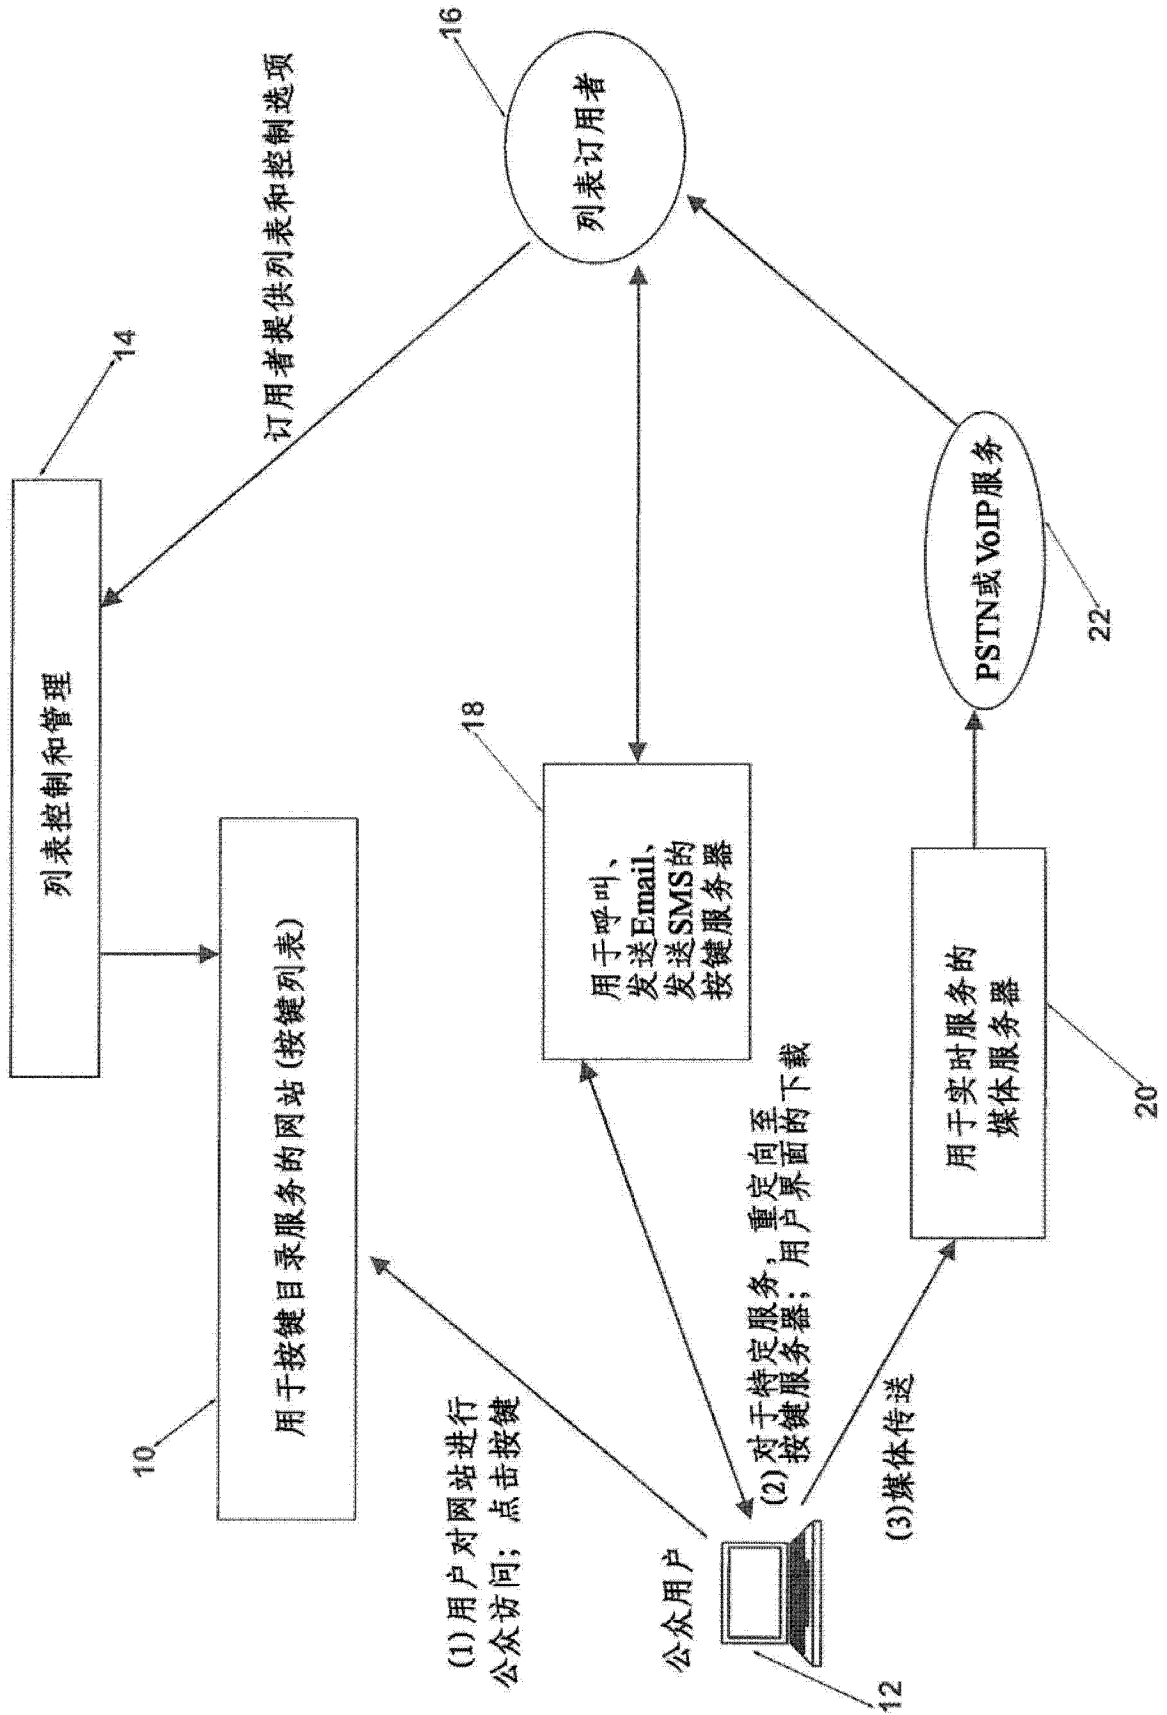 14
列表控制和管理
订用者提供列表和控制选项
16
列表订用者
10
用于按键目录服务的网站(按键列表)
18
用于呼叫、
发送Email、
发送SMS的
按键服务器
(1)用户对网站进行
公众访问；点击按键
公众用户
12
(2)对于特定服务，重定向至
按键服务器；用户界面的下载
(3)媒体传送
用于实时服务的
媒体服务器
20
PSTN或VoIP服务
22